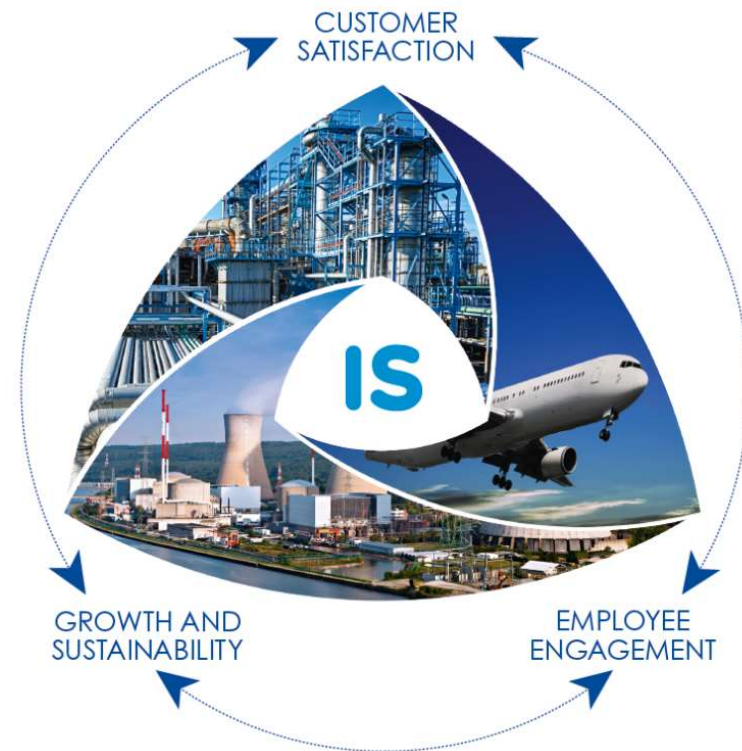 CUSTOMER
SATISFACTION
IS
GROWTH AND
SUSTAINABILITY
EMPLOYEE
ENGAGEMENT